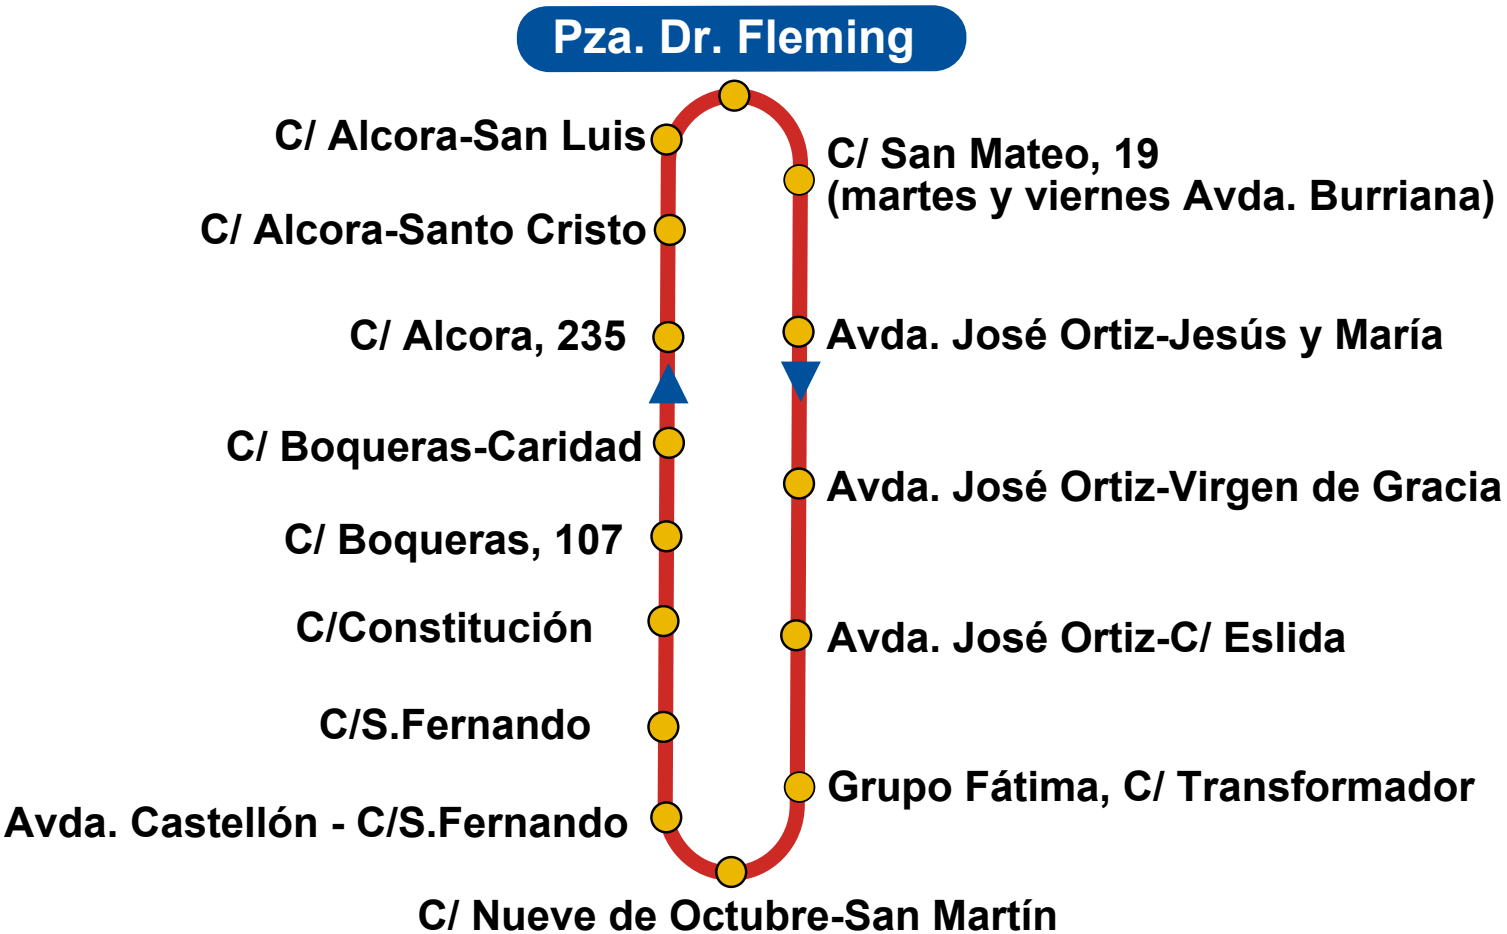 Pza. Dr. Fleming
C/ Alcora-San Luis
C/ San Mateo, 19
(martes y viernes Avda. Burriana)
C/ Alcora-Santo Cristo
C/ Alcora, 235
Avda. José Ortiz-Jesús y María
C/ Boqueras-Caridad
Avda. José Ortiz-Virgen de Gracia
C/ Boqueras, 107
C/Constitución
Avda. José Ortiz-C/ Eslida
C/S.Fernando
Grupo Fátima, C/ Transformador
Avda. Castellón - C/S.Fernando
C/ Nueve de Octubre-San Martín